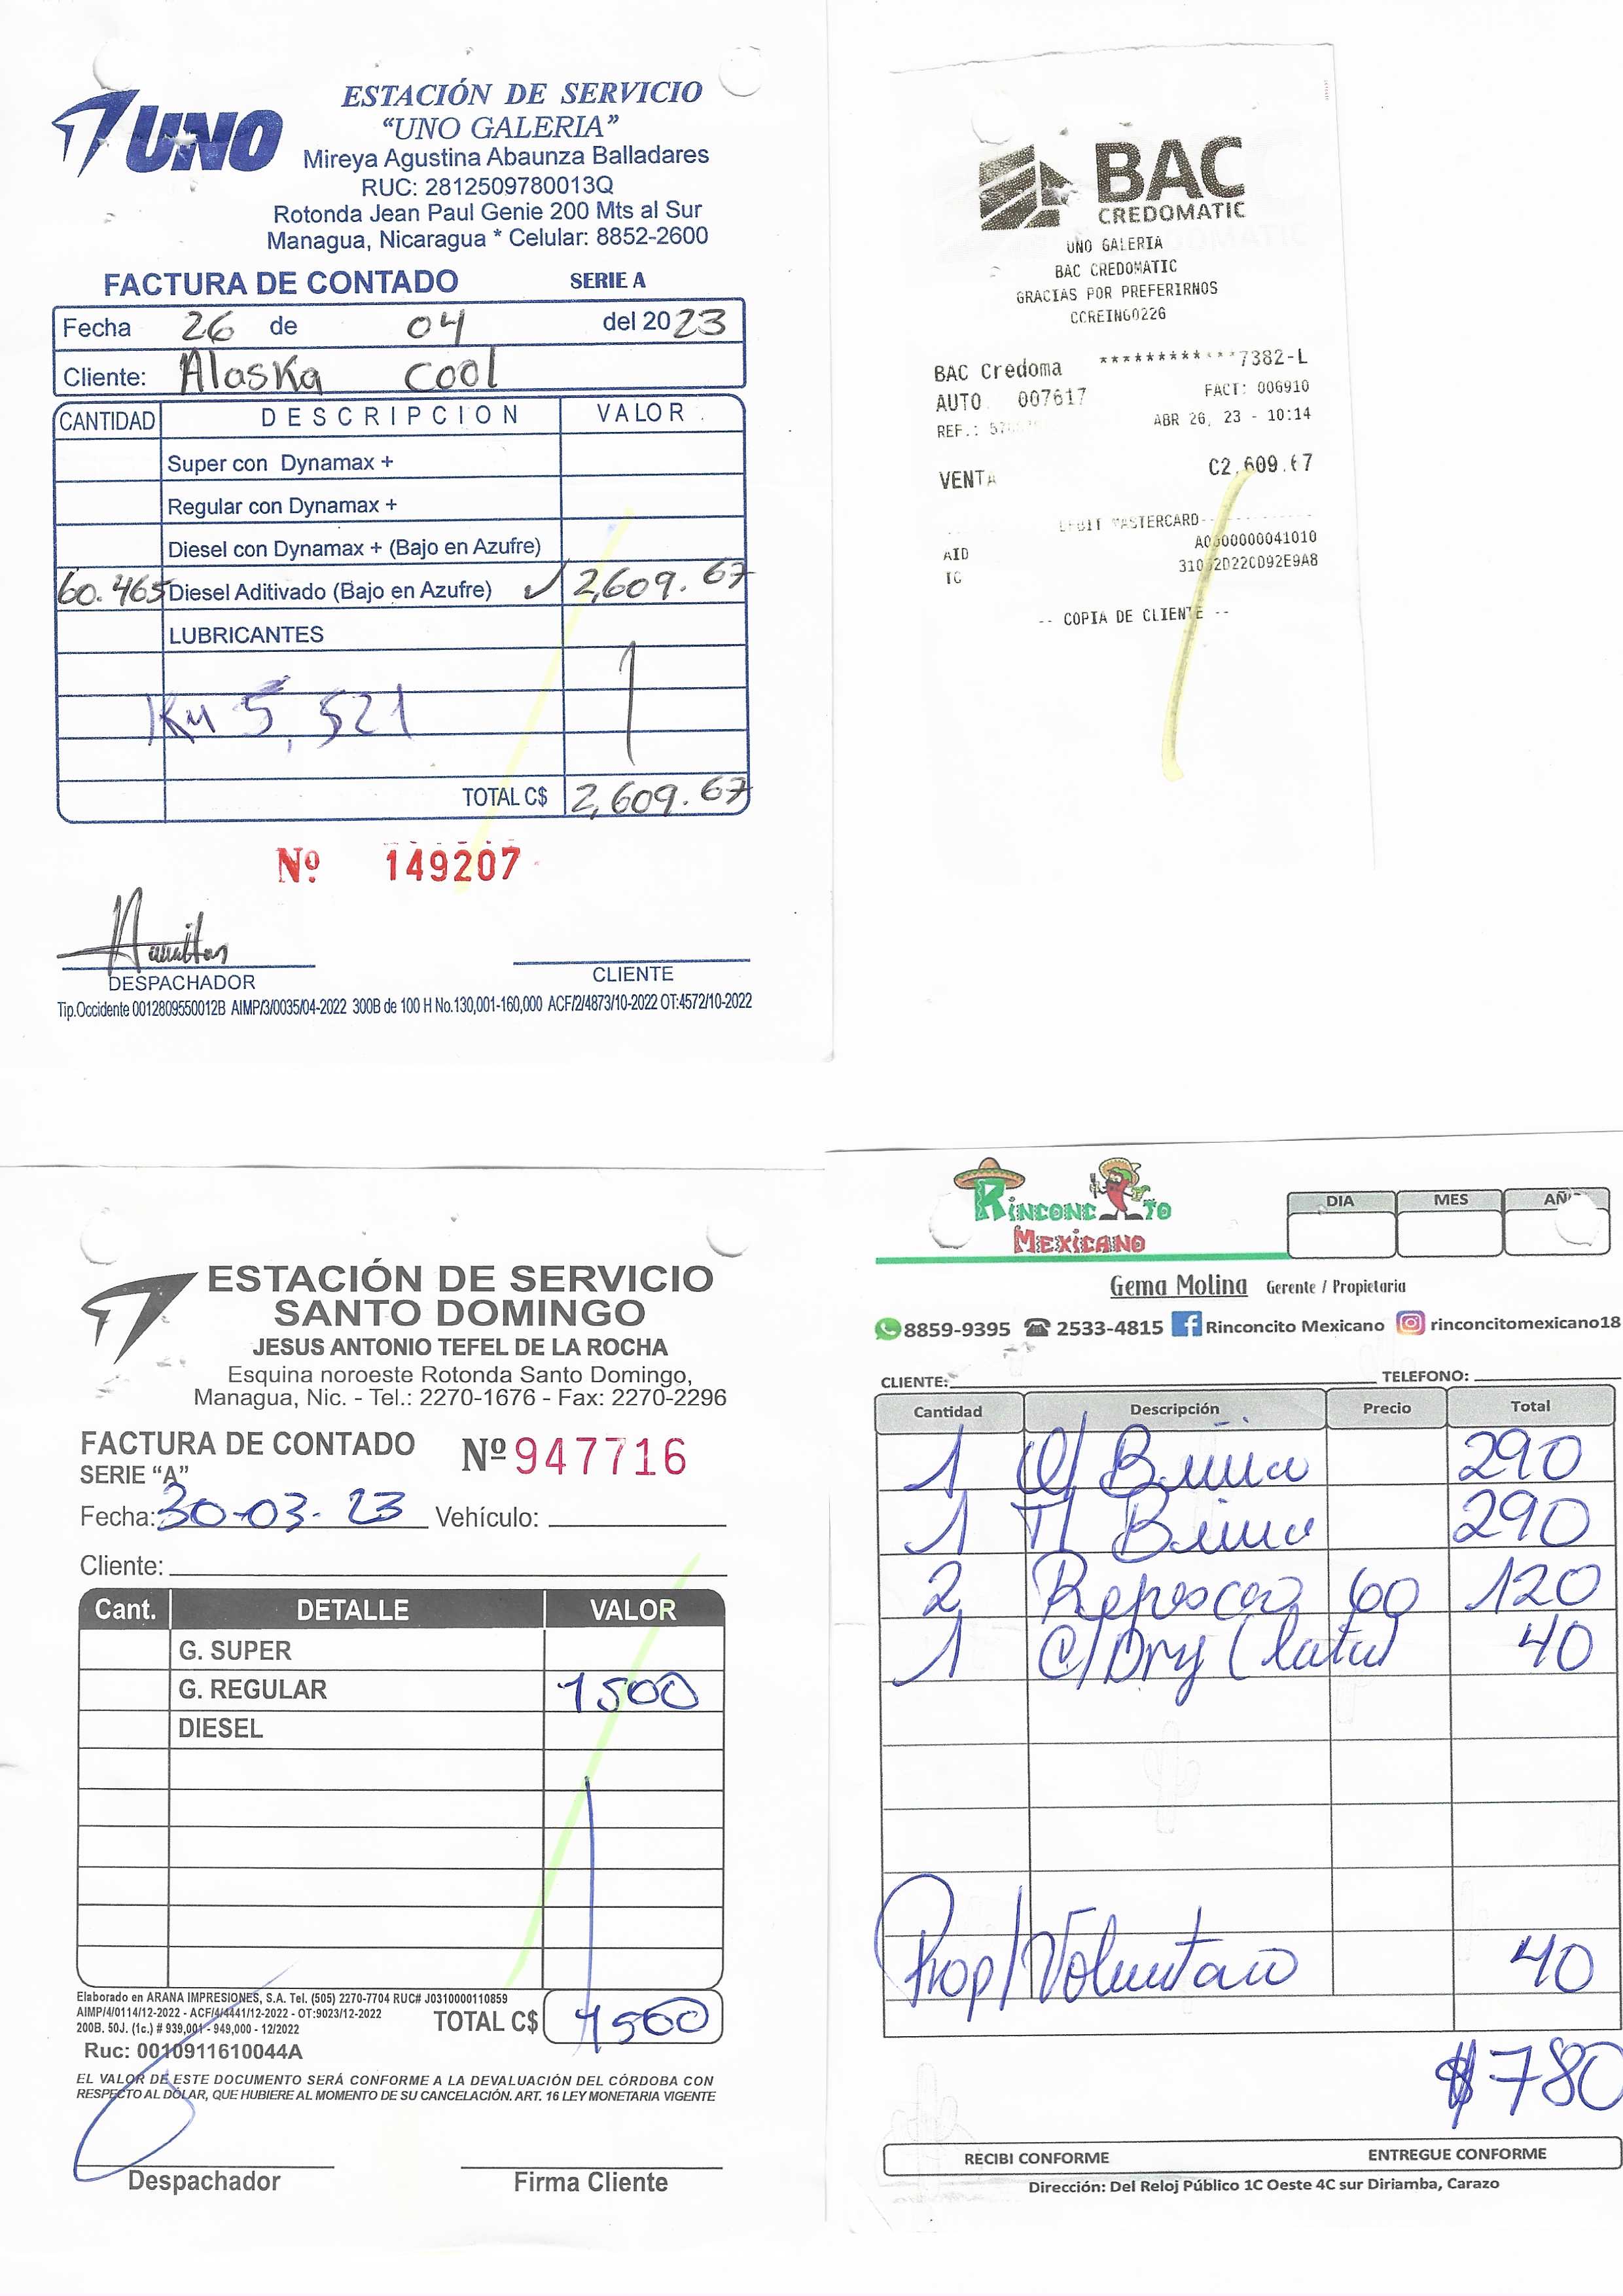 UNO
ESTACIÓN DE SERVICIO
"UNO GALERIA"
Mireya Agustina Abaunza Balladares
RUC: 2812509780013Q
Rotonda Jean Paul Genie 200 Mts al Sur
Managua, Nicaragua * Celular: 8852-2600
FACTURA DE CONTADO SERIE A
Fecha 26 de 04 del 2023
Cliente: Alaska cool
CANTIDAD DESCRIPCION VALOR
Super con Dynamax +
Regular con Dynamax +
Diesel con Dynamax + (Bajo en Azufre)
60.465 Diesel Aditivado (Bajo en Azufre) ✓ 2,609.67
LUBRICANTES
Km 5,521
TOTAL C$ 2,609.67
Nº 149207
Hamilton
DESPACHADOR CLIENTE
Tip.Occidente 0012809550012B AIMP/3/0035/04-2022 300B de 100 H No.130,001-160,000 ACF/2/4873/10-2022 OT:4572/10-2022
BAC
CREDOMATIC
UNO GALERIA
BAC CREDOMATIC
GRACIAS POR PREFERIRNOS
CCREING0226
BAC Credoma ************7382-L
AUTO 007617 FACT: 006910
REF.: ABR 26, 23 - 10:14
VENTA C2,609.67
MASTERCARD
AID A0000000041010
TC
-- COPIA DE CLIENTE --
ESTACIÓN DE SERVICIO
SANTO DOMINGO
JESUS ANTONIO TEFEL DE LA ROCHA
Esquina noroeste Rotonda Santo Domingo,
Managua, Nic. - Tel.: 2270-1676 - Fax: 2270-2296
FACTURA DE CONTADO Nº 947716
SERIE "A"
Fecha: 30-03-23 Vehículo:
Cliente:
Cant. DETALLE VALOR
G. SUPER
G. REGULAR 1500
DIESEL
Elaborado en ARANA IMPRESIONES, S.A. Tel. (505) 2270-7704 RUC# J0310000110859
AIMP/4/0114/12-2022 - ACF/4/4441/12-2022 - OT:9023/12-2022
200B. 50J. (1c.) # 939,001 - 949,000 - 12/2022
TOTAL C$ 1500
Ruc: 0010911610044A
EL VALOR DE ESTE DOCUMENTO SERÁ CONFORME A LA DEVALUACIÓN DEL CÓRDOBA CON
RESPECTO AL DÓLAR, QUE HUBIERE AL MOMENTO DE SU CANCELACIÓN. ART. 16 LEY MONETARIA VIGENTE
Despachador Firma Cliente
RINCONCITO
MEXICANO
DIA MES AÑO
Gema Molina Gerente / Propietaria
8859-9395 2533-4815 Rinconcito Mexicano rinconcitomexicano18
CLIENTE: TELEFONO:
Cantidad Descripción Precio Total
1 290
1 290
2 60 120
1 40
Prop/Voluntario 40
$780
RECIBI CONFORME ENTREGUE CONFORME
Dirección: Del Reloj Público 1C Oeste 4C sur Diriamba, Carazo